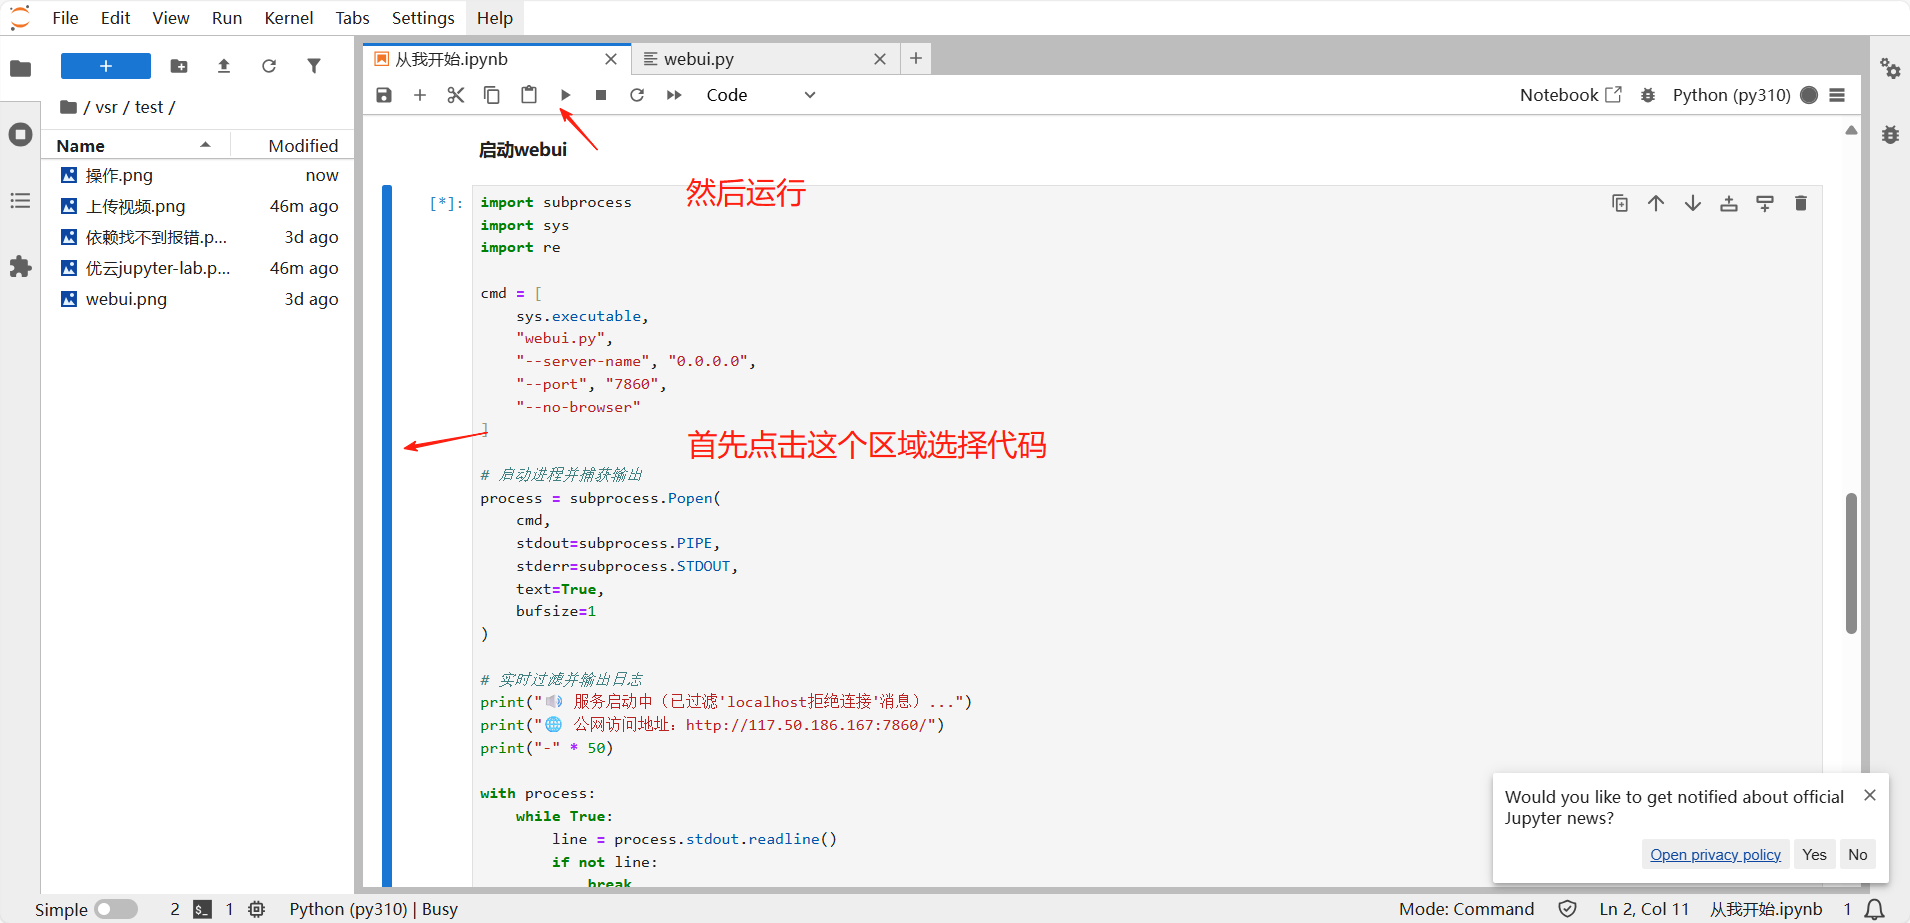 File Edit View Run Kernel Tabs Settings Help
从我开始.ipynb
webui.py
/ vsr / test /
Code
Notebook
Python (py310)
Name Modified
操作.png now
上传视频.png 46m ago
依赖找不到报错.p... 3d ago
优云jupyter-lab.p... 46m ago
webui.png 3d ago
启动webui
然后运行
[*]:
import subprocess
import sys
import re
cmd = [
sys.executable,
"webui.py",
"--server-name", "0.0.0.0",
"--port", "7860",
"--no-browser"
]
首先点击这个区域选择代码
# 启动进程并捕获输出
process = subprocess.Popen(
cmd,
stdout=subprocess.PIPE,
stderr=subprocess.STDOUT,
text=True,
bufsize=1
)
# 实时过滤并输出日志
print("📢 服务启动中（已过滤'localhost拒绝连接'消息）...")
print("🌐 公网访问地址：http://117.50.186.167:7860/")
print("-" * 50)
with process:
while True:
line = process.stdout.readline()
if not line:
break
Would you like to get notified about official
Jupyter news?
Open privacy policy Yes No
Simple 2 1 Python (py310) | Busy
Mode: Command Ln 2, Col 11 从我开始.ipynb 1